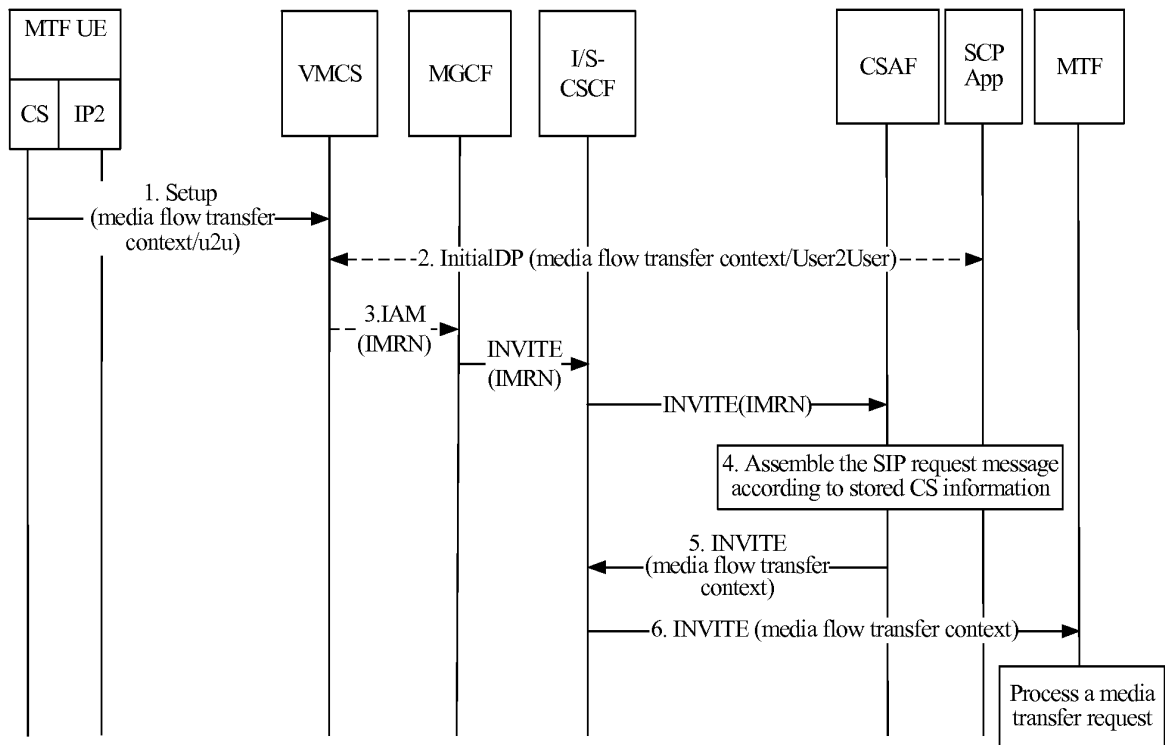 MTF UE
CS
IP2
VMCS
MGCF
I/S-
CSCF
CSAF
SCP
App
MTF
1. Setup
(media flow transfer
context/u2u)
2. InitialDP (media flow transfer context/User2User)
3.IAM
(IMRN)
INVITE
(IMRN)
INVITE(IMRN)
4. Assemble the SIP request message
according to stored CS information
5. INVITE
(media flow transfer
context)
6. INVITE (media flow transfer context)
Process a media
transfer request